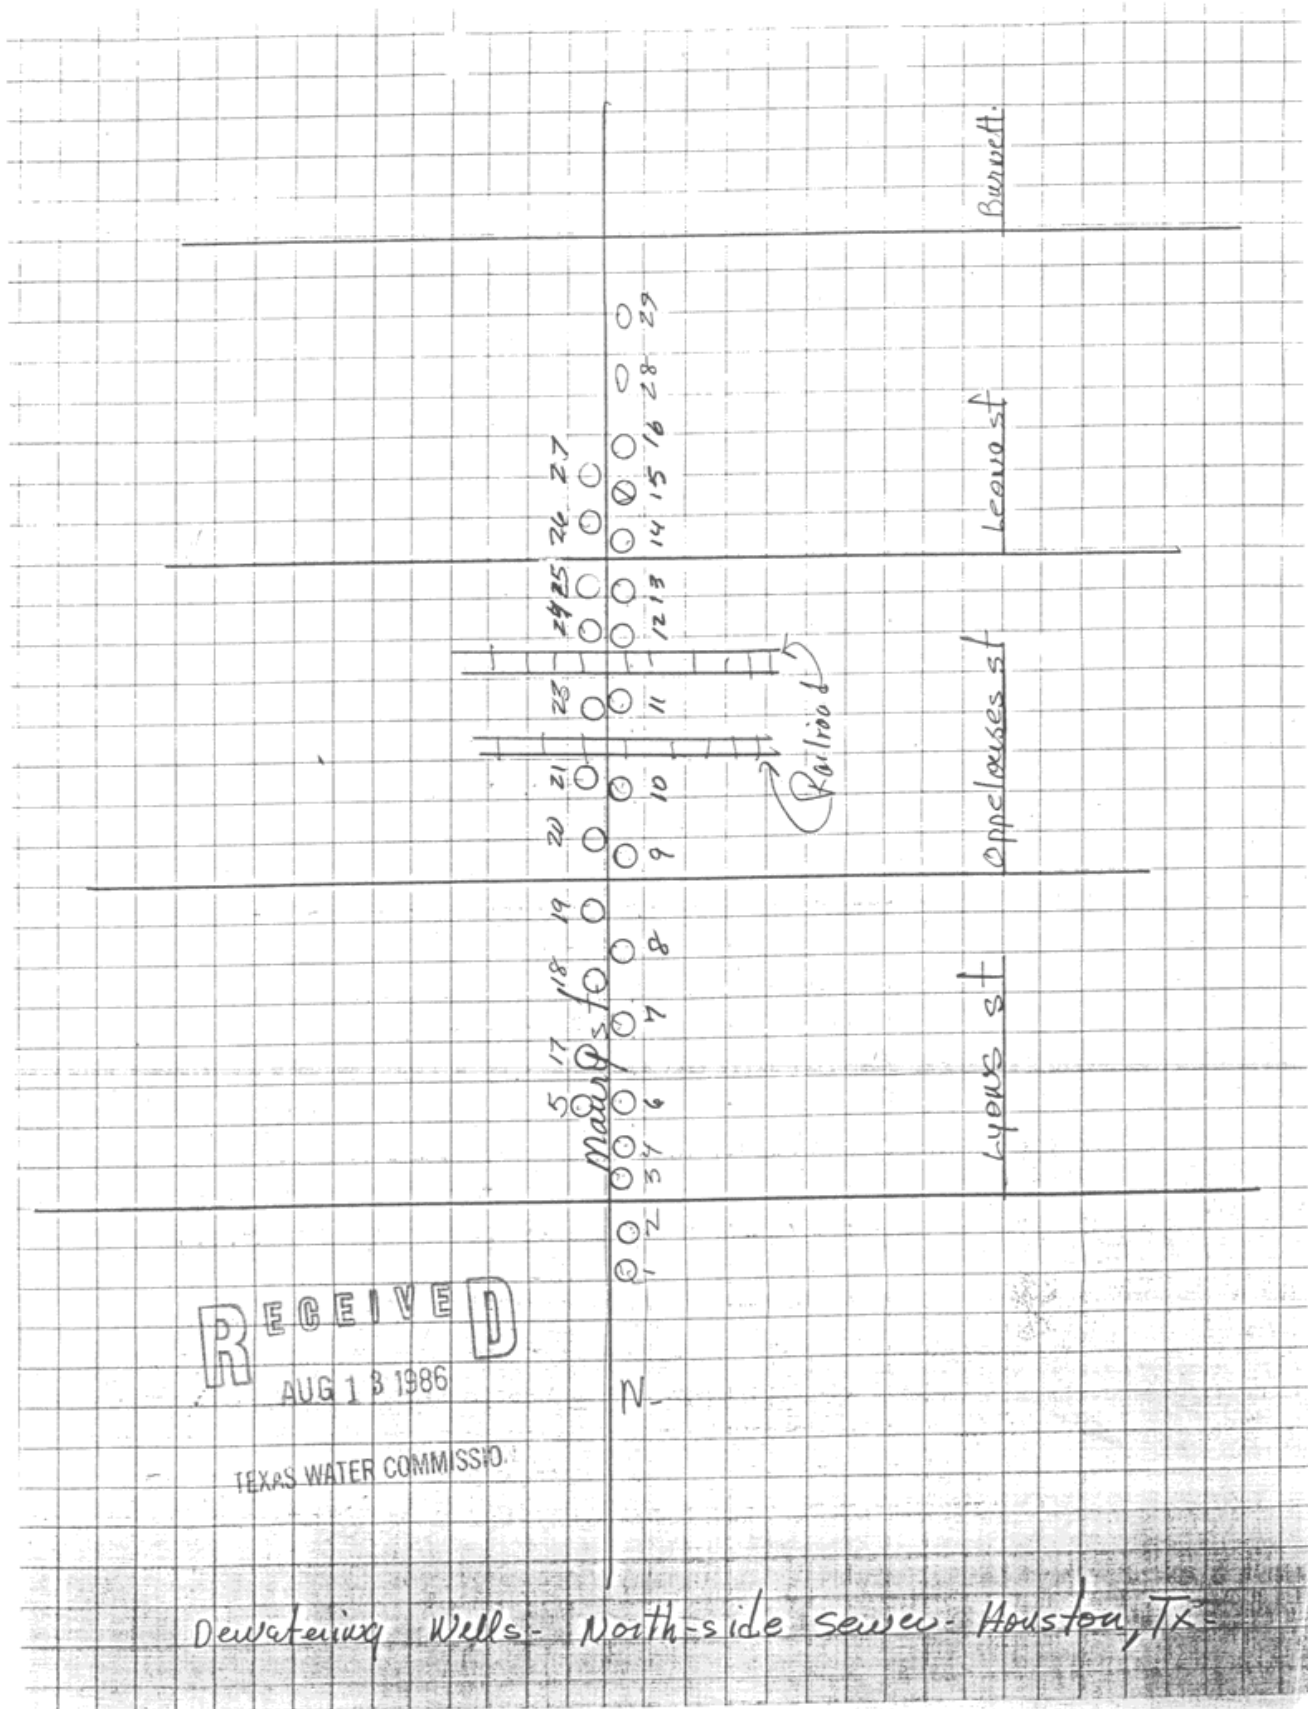 Burnett.
29
28
16
27
15
26
14
Leona st
25
13
24
12
23
11
Railroad
Oppelouses st
21
10
20
9
19
8
18
7
17
Maury st
5
6
4
3
Lyons st
2
1
RECEIVED
AUG 13 1986
TEXAS WATER COMMISSIO
N-
Dewatering Wells- North-side sewer- Houston, Tx-